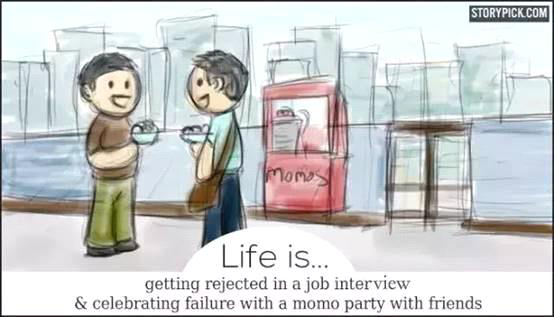 STORYPICK.COM
Momos
Life is...
getting rejected in a job interview
& celebrating failure with a momo party with friends